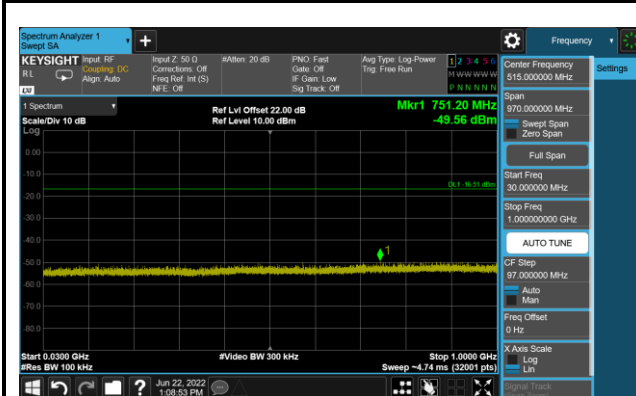 Spectrum Analyzer 1
Swept SA
Frequency
KEYSIGHT
RL
LXI
Input: RF
Coupling: DC
Align: Auto
Input Z: 50 Ω
Corrections: Off
Freq Ref: Int (S)
NFE: Off
#Atten: 20 dB
PNO: Fast
Gate: Off
IF Gain: Low
Sig Track: Off
Avg Type: Log-Power
Trig: Free Run
1 2 3 4 5 6
M W W W W W
P N N N N N
1 Spectrum
Scale/Div 10 dB
Log
Ref Lvl Offset 22.00 dB
Ref Level 10.00 dBm
Mkr1 751.20 MHz
-49.56 dBm
0.00
-10.0
-20.0
-30.0
-40.0
-50.0
-60.0
-70.0
-80.0
DL1 -16.51 dBm
1
Start 0.0300 GHz
#Res BW 100 kHz
#Video BW 300 kHz
Stop 1.0000 GHz
Sweep ~4.74 ms (32001 pts)
Jun 22, 2022
1:08:53 PM
Center Frequency
515.000000 MHz
Span
970.000000 MHz
Swept Span
Zero Span
Full Span
Start Freq
30.000000 MHz
Stop Freq
1.000000000 GHz
AUTO TUNE
CF Step
97.000000 MHz
Auto
Man
Freq Offset
0 Hz
X Axis Scale
Log
Lin
Signal Track
Settings